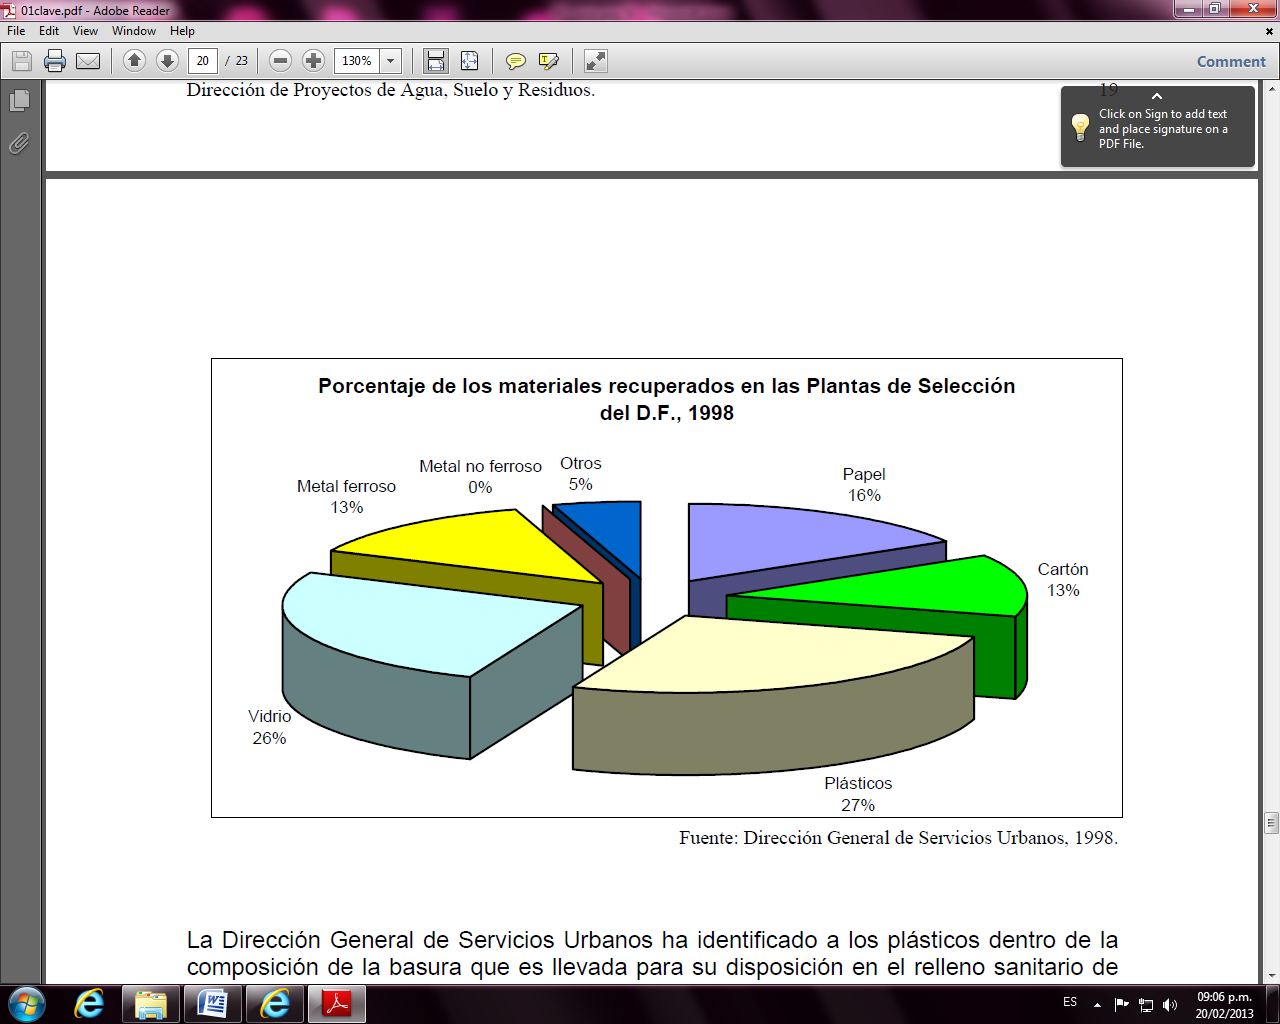 01clave.pdf - Adobe Reader
File Edit View Window Help
20 / 23 130% Comment
Dirección de Proyectos de Agua, Suelo y Residuos. 19
Click on Sign to add text
and place signature on a
PDF File.
Porcentaje de los materiales recuperados en las Plantas de Selección
del D.F., 1998
Metal no ferroso
0%
Otros
5%
Papel
16%
Metal ferroso
13%
Cartón
13%
Vidrio
26%
Plásticos
27%
Fuente: Dirección General de Servicios Urbanos, 1998.
La Dirección General de Servicios Urbanos ha identificado a los plásticos dentro de la
composición de la basura que es llevada para su disposición en el relleno sanitario de
ES
09:06 p.m.
20/02/2013